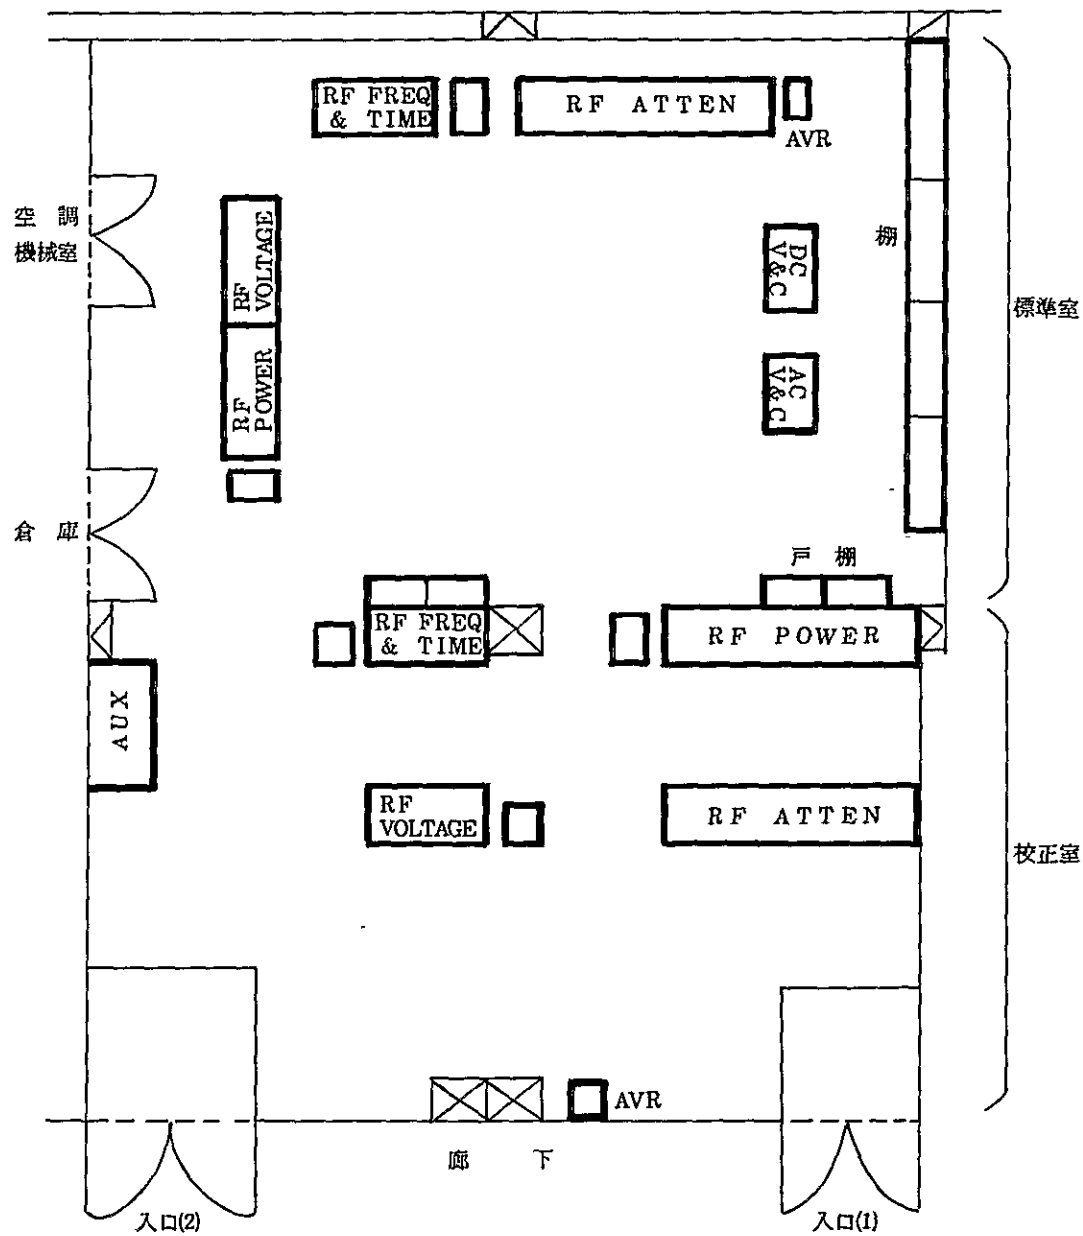 RF FREQ
& TIME
RF ATTEN
AVR
空調
機械室
RF
VOLTAGE
DC
V&C
棚
標準室
RF
POWER
AC
V&C
倉庫
戸棚
RF FREQ
& TIME
RF POWER
AUX
RF
VOLTAGE
RF ATTEN
校正室
AVR
廊下
入口(2)
入口(1)